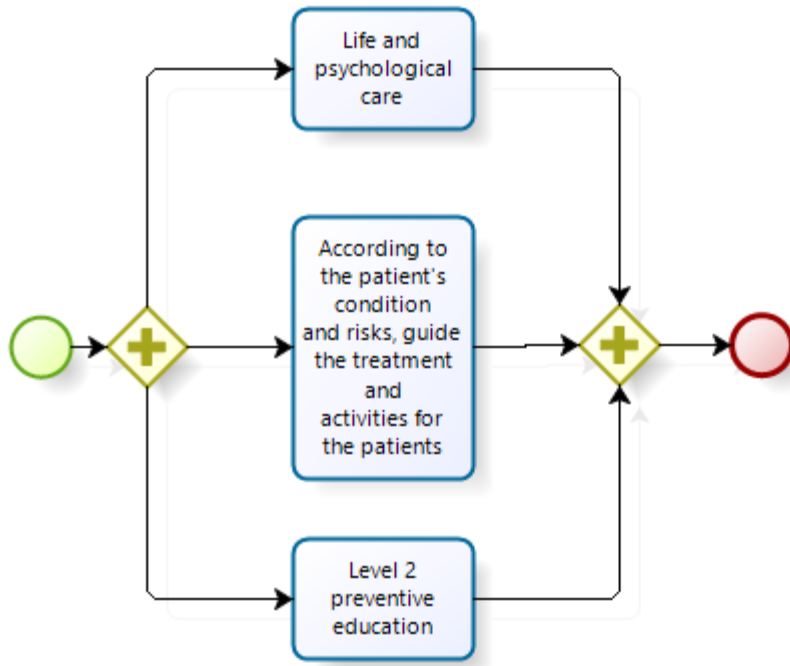 Life and
psychological
care
According to
the patient's
condition
and risks, guide
the treatment
and
activities for
the patients
Level 2
preventive
education